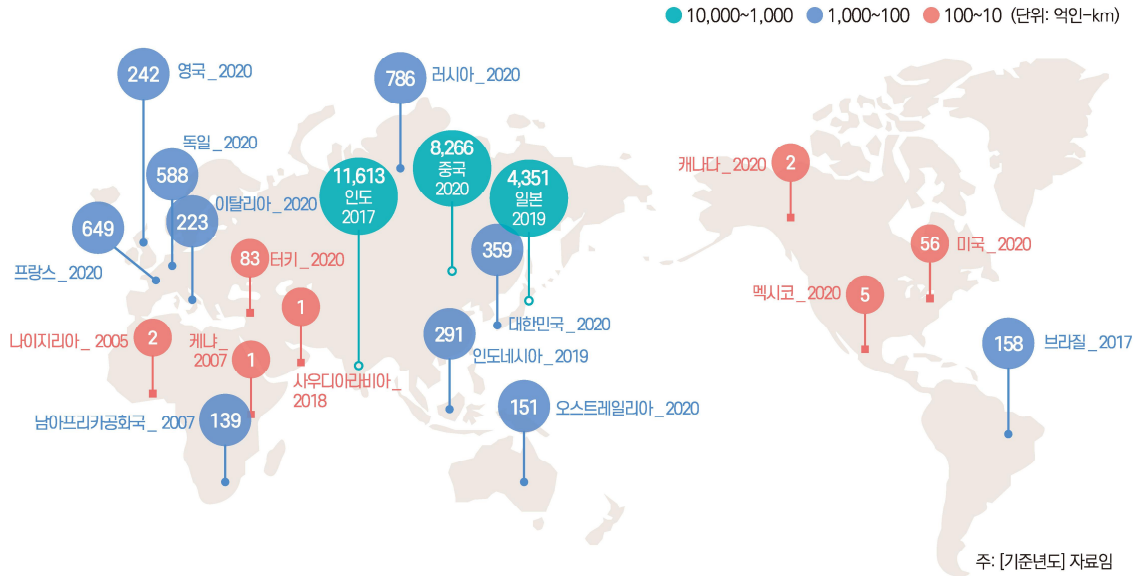 10,000~1,000 1,000~100 100~10 (단위: 억인-km)
242 영국_2020
786 러시아_2020
독일_2020
588
11,613
인도
2017
8,266
중국
2020
4,351
일본
2019
캐나다_2020 2
이탈리아_2020
223
649
프랑스_2020
83 터키_2020
359
대한민국_2020
56 미국_2020
멕시코_2020 5
1
사우디아라비아_
2018
나이지리아_2005 2
케냐_
2007
1
291
인도네시아_2019
158 브라질_2017
남아프리카공화국_2007 139
151 오스트레일리아_2020
주: [기준년도] 자료임